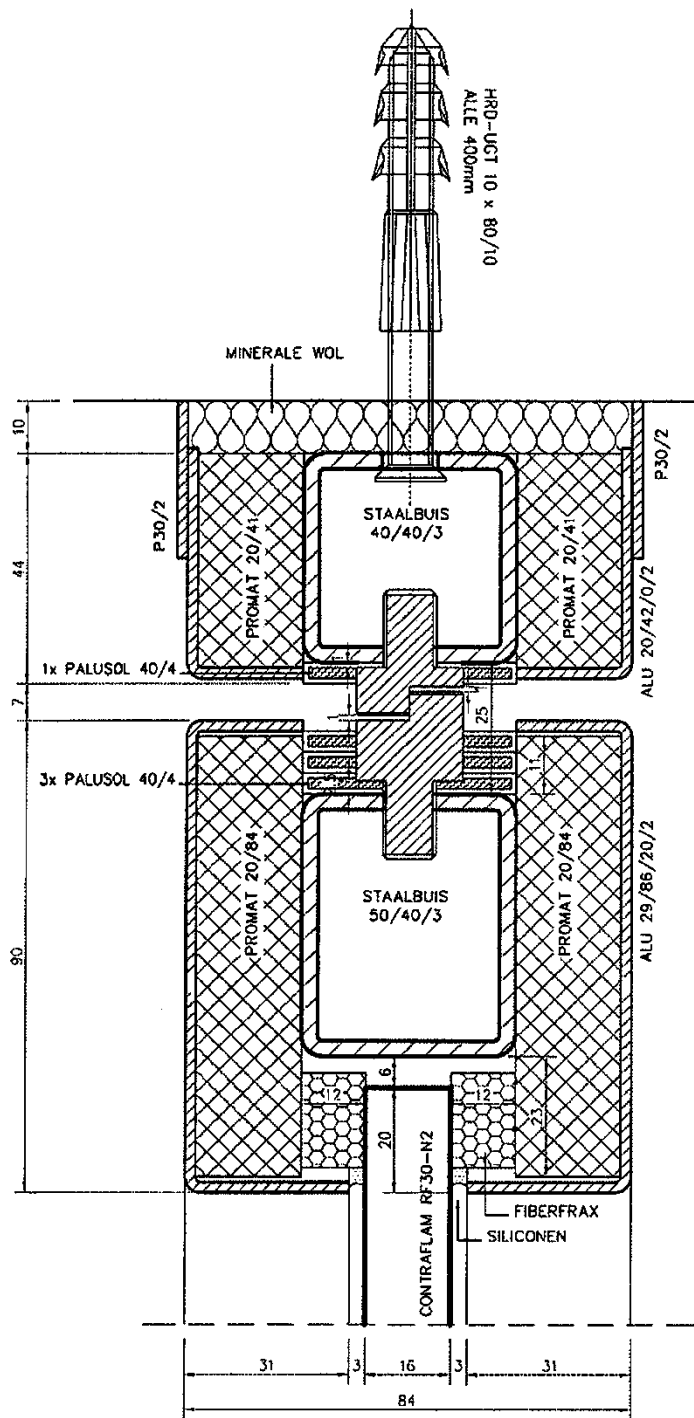 HRD-UGT 10 x 80/10
ALLE 400mm
MINERALE WOL
10
P30/2
P30/2
STAALBUIS
40/40/3
PROMAT 20/41
PROMAT 20/41
44
ALU 20/42/0/2
1x PALUSOL 40/4
7
25
11
3x PALUSOL 40/4
5
PROMAT 20/84
PROMAT 20/84
STAALBUIS
50/40/3
ALU 29/86/20/2
90
6
12
12
20
23
CONTRAFLAM RF30-N2
FIBERFRAX
SILICONEN
31
3
16
3
31
84